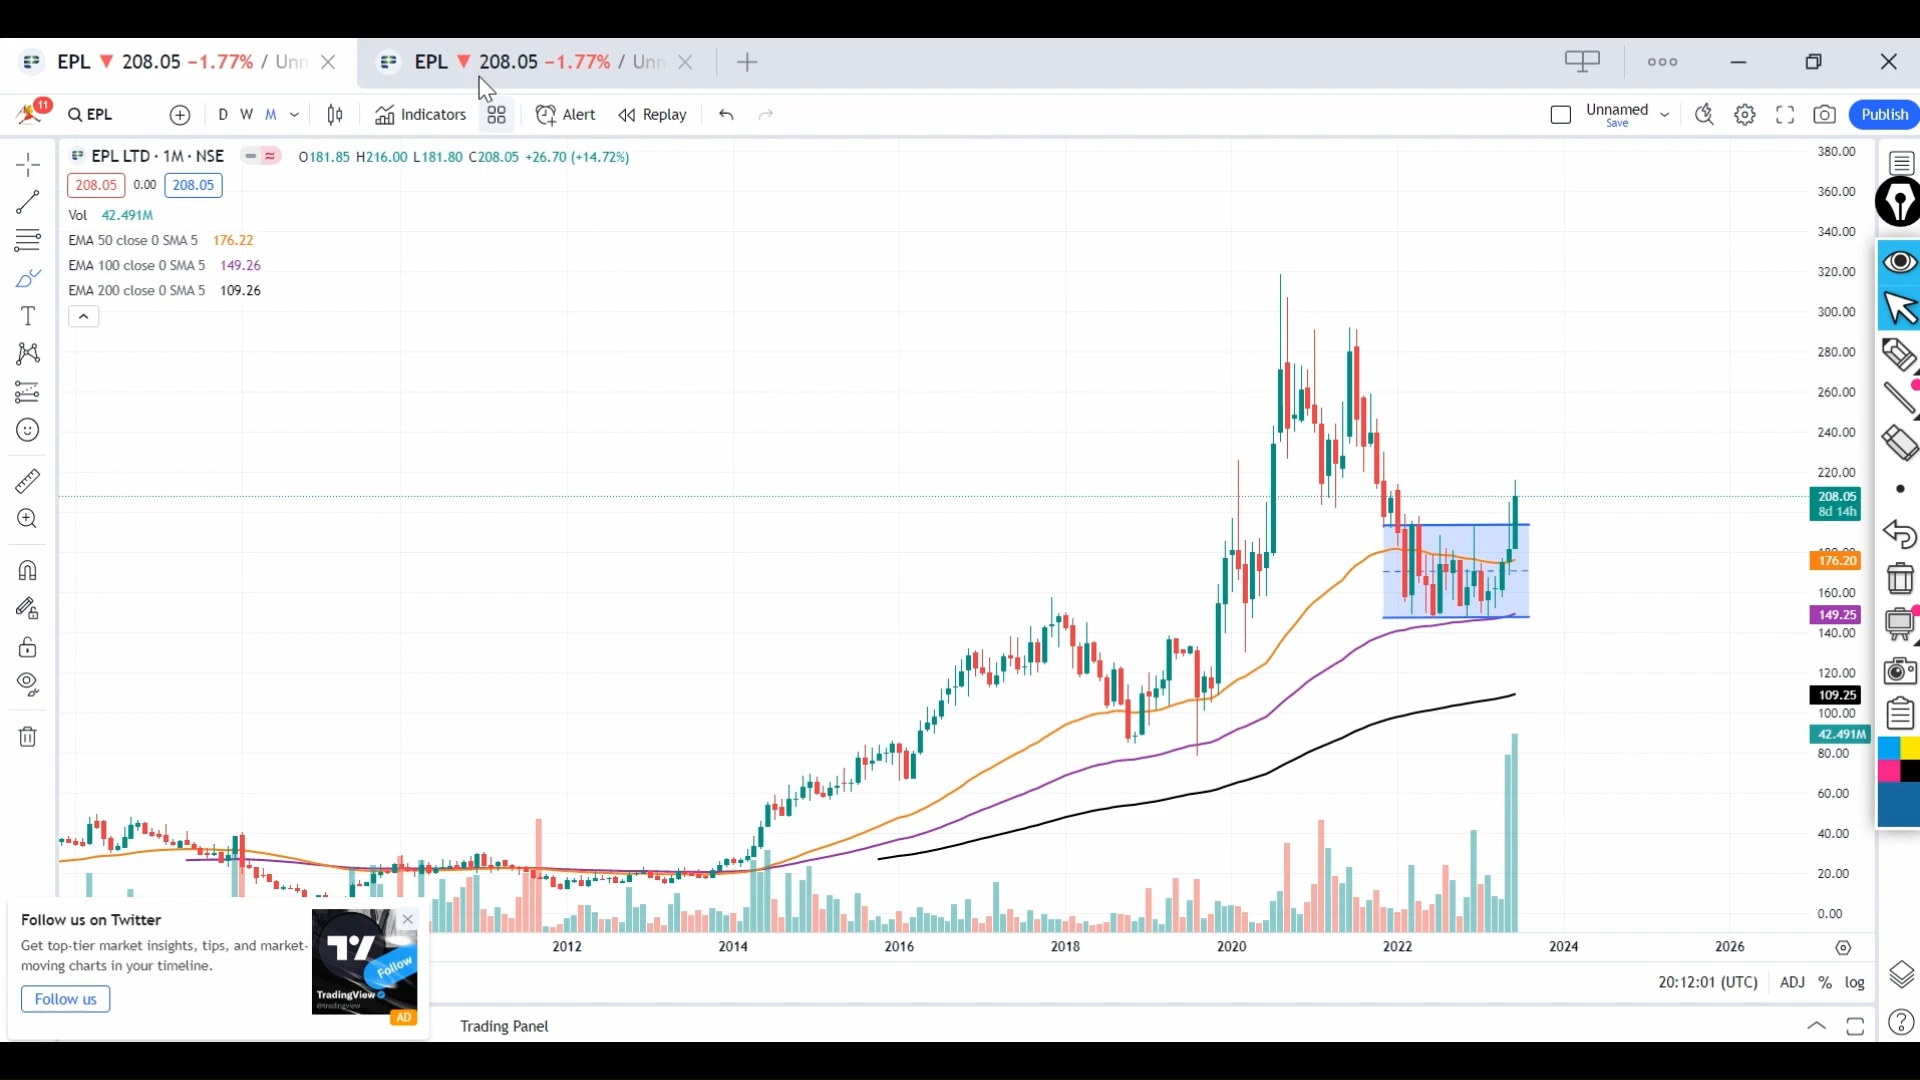 EPL ▼ 208.05 −1.77% / Unn
EPL ▼ 208.05 −1.77% / Unn
11
EPL
D W M
Indicators
Alert
Replay
Unnamed
Save
Publish
EPL LTD · 1M · NSE
O181.85 H216.00 L181.80 C208.05 +26.70 (+14.72%)
208.05 0.00 208.05
Vol 42.491M
EMA 50 close 0 SMA 5 176.22
EMA 100 close 0 SMA 5 149.26
EMA 200 close 0 SMA 5 109.26
380.00
360.00
340.00
320.00
300.00
280.00
260.00
240.00
220.00
208.05
8d 14h
176.20
160.00
149.25
140.00
120.00
109.25
100.00
42.491M
80.00
60.00
40.00
20.00
0.00
2012 2014 2016 2018 2020 2022 2024 2026
Follow us on Twitter
Get top-tier market insights, tips, and market-
moving charts in your timeline.
Follow us
Follow
TradingView
@tradingview
AD
20:12:01 (UTC) ADJ % log
Trading Panel